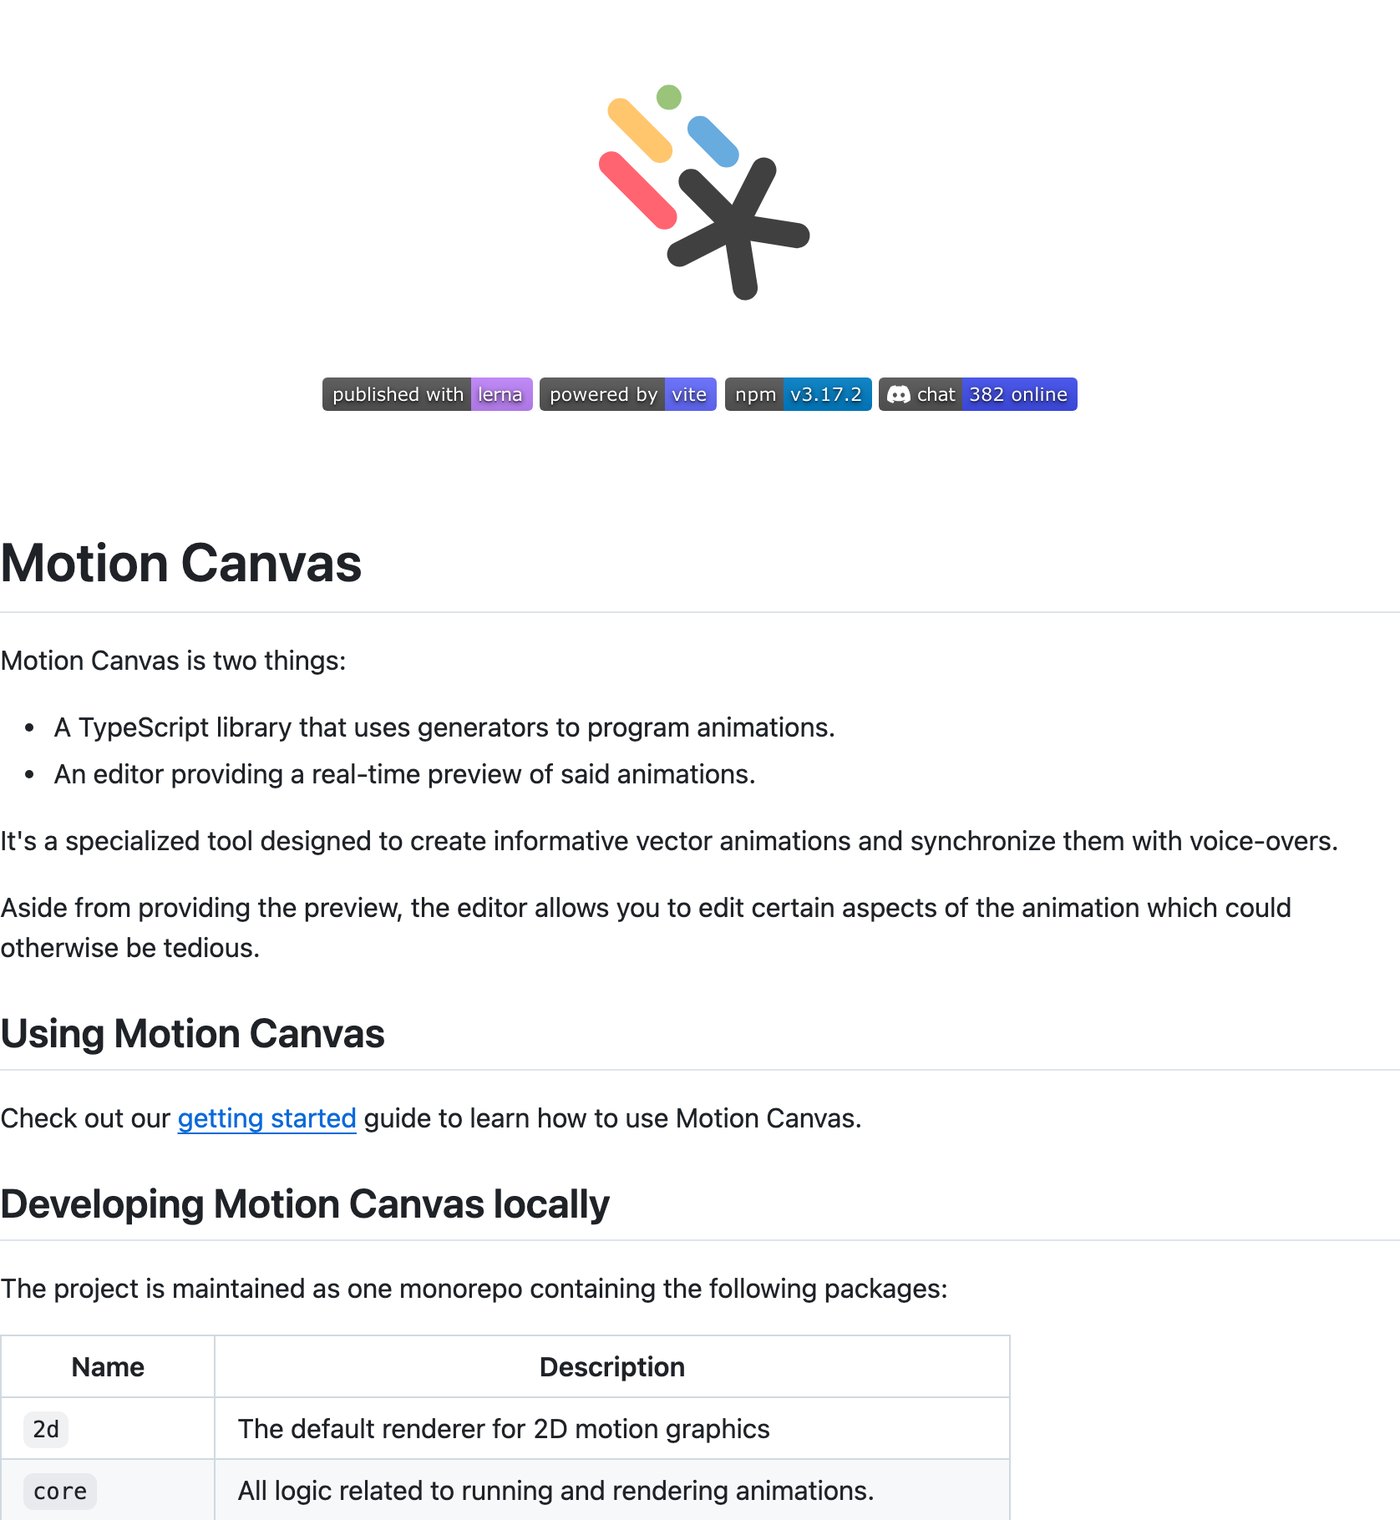 published with lerna powered by vite npm v3.17.2 chat 382 online
Motion Canvas
Motion Canvas is two things:
• A TypeScript library that uses generators to program animations.
• An editor providing a real-time preview of said animations.
It's a specialized tool designed to create informative vector animations and synchronize them with voice-overs.
Aside from providing the preview, the editor allows you to edit certain aspects of the animation which could
otherwise be tedious.
Using Motion Canvas
Check out our getting started guide to learn how to use Motion Canvas.
Developing Motion Canvas locally
The project is maintained as one monorepo containing the following packages:
Name Description
2d The default renderer for 2D motion graphics
core All logic related to running and rendering animations.